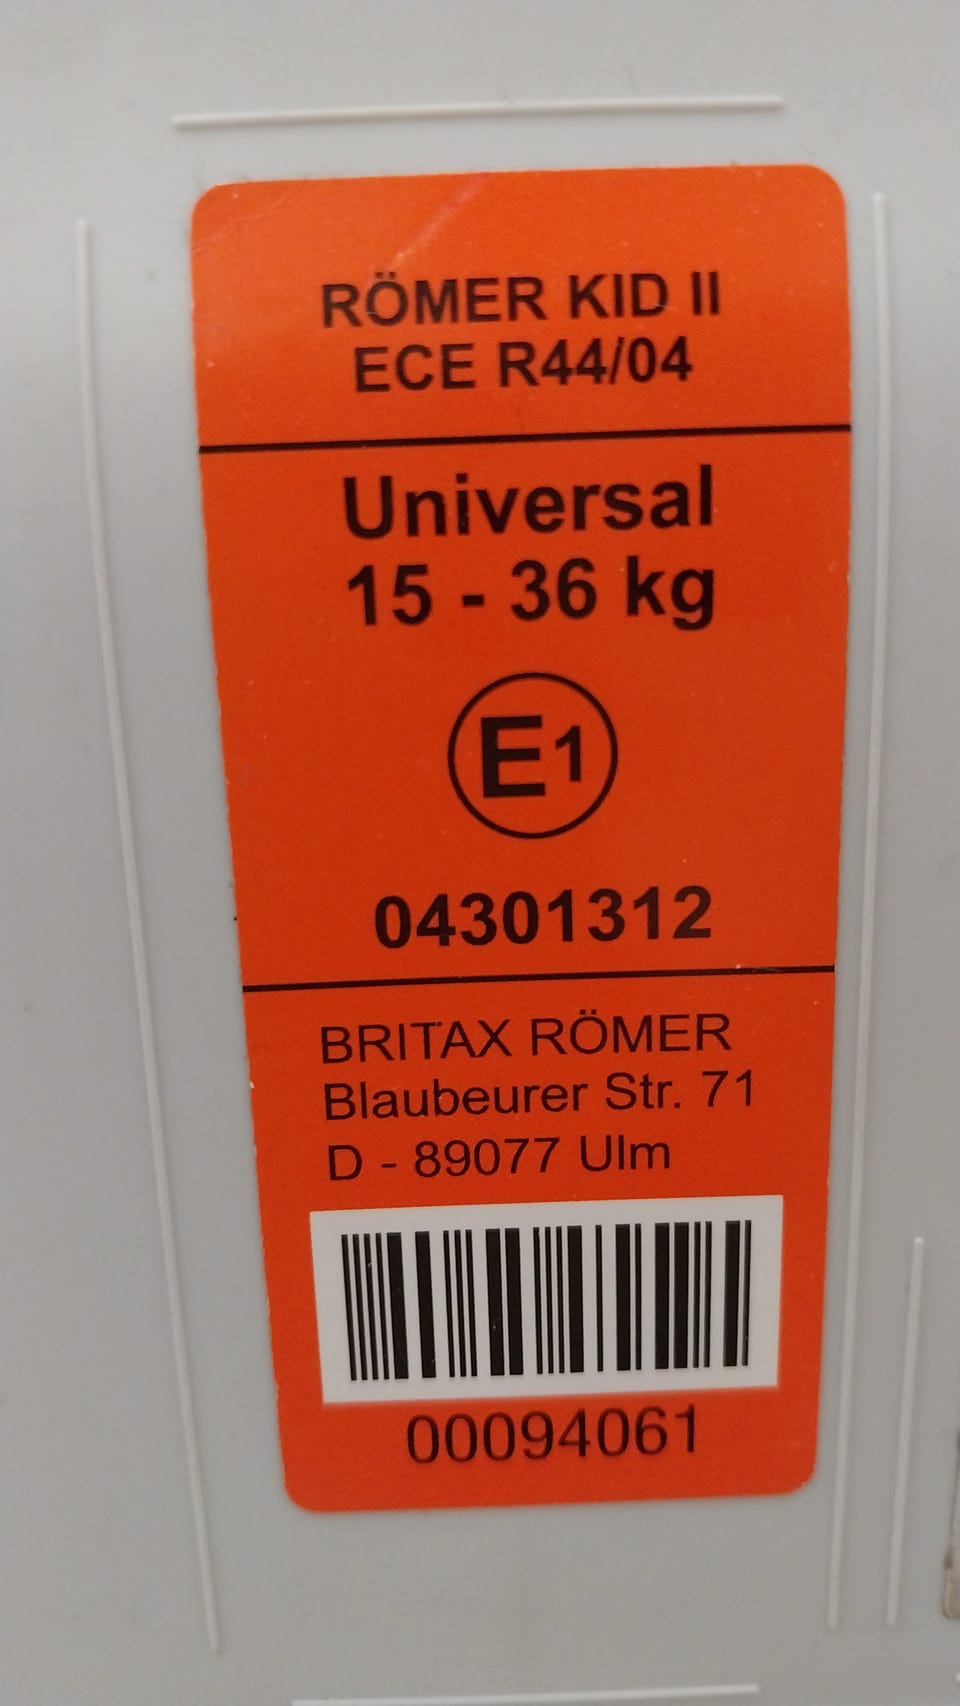 RÖMER KID II
ECE R44/04
Universal
15 - 36 kg
E1
04301312
BRITAX RÖMER
Blaubeurer Str. 71
D - 89077 Ulm
00094061